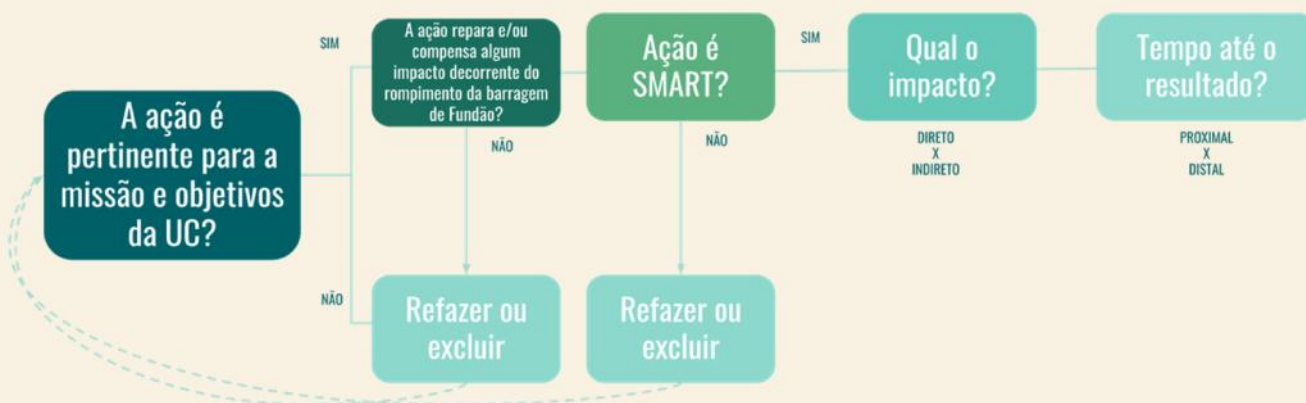 A ação é
pertinente para a
missão e objetivos
da UC?
SIM
NÃO
A ação repara e/ou
compensa algum
impacto decorrente do
rompimento da barragem
de Fundão?
NÃO
Refazer ou
excluir
Ação é
SMART?
SIM
NÃO
Refazer ou
excluir
Qual o
impacto?
DIRETO
X
INDIRETO
Tempo até o
resultado?
PROXIMAL
X
DISTAL